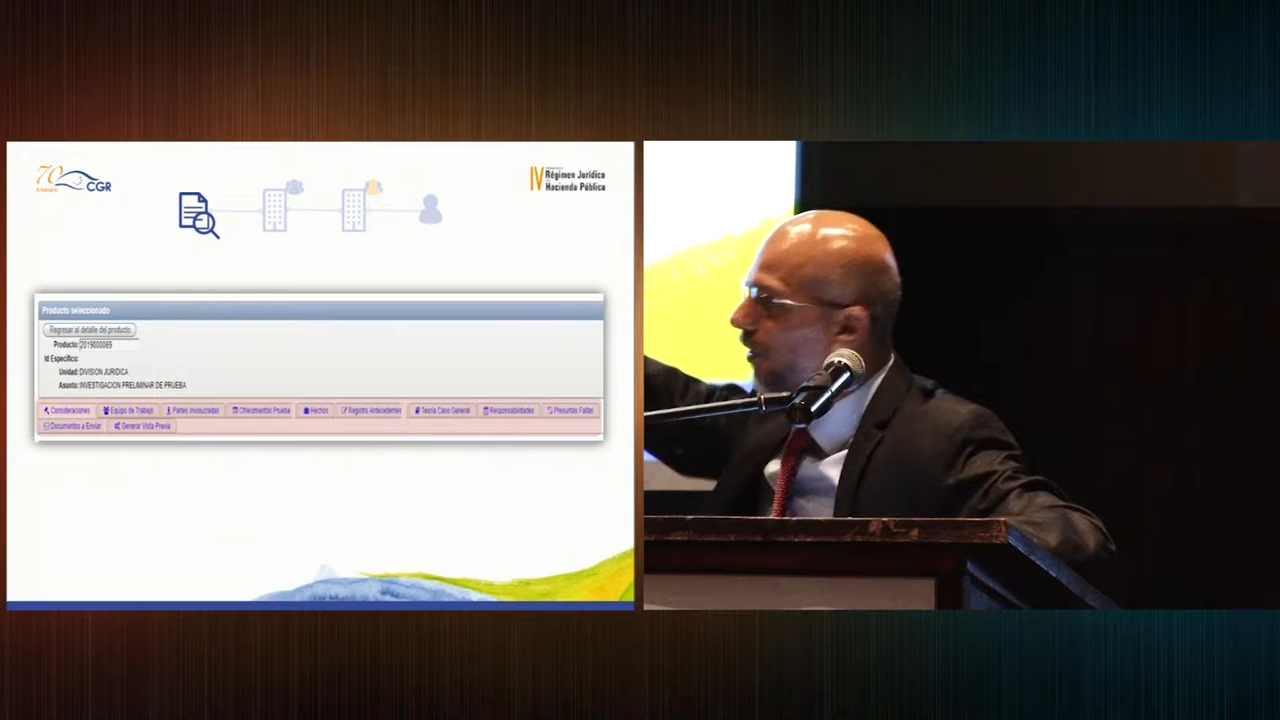 70
CGR
IV Régimen Jurídico
Hacienda Pública
Producto seleccionado
Regresar al detalle del producto
Producto: 2019000069
Id Específico:
Unidad: DIVISION JURIDICA
Asunto: INVESTIGACION PRELIMINAR DE PRUEBA
Consideraciones Equipo de Trabajo Partes Involucradas Ofrecimientos Prueba Hechos Registro Antecedentes Teoría Caso General Responsabilidades Presuntas Faltas
Documentos a Enviar Generar Vista Previa